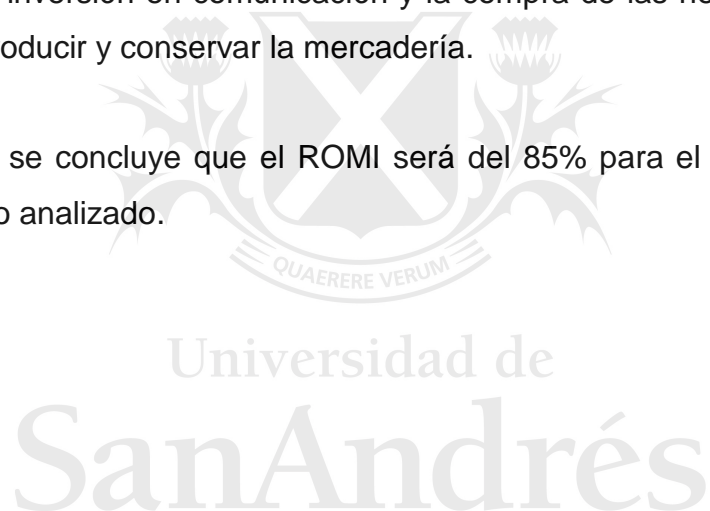 inversión en comunicación y la compra de las
oducir y conservar la mercadería.
se concluye que el ROMI será del 85% para el
o analizado.
QUAERERE VERUM
Universidad de
SanAndrés